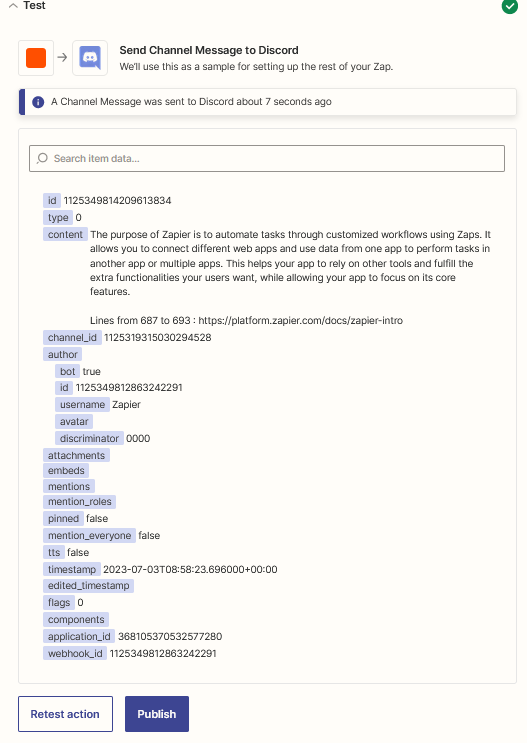 Test
Send Channel Message to Discord
We'll use this as a sample for setting up the rest of your Zap.
A Channel Message was sent to Discord about 7 seconds ago
Search item data...
id 1125349814209613834
type 0
content The purpose of Zapier is to automate tasks through customized workflows using Zaps. It
allows you to connect different web apps and use data from one app to perform tasks in
another app or multiple apps. This helps your app to rely on other tools and fulfill the
extra functionalities your users want, while allowing your app to focus on its core
features.
Lines from 687 to 693 : https://platform.zapier.com/docs/zapier-intro
channel_id 1125319315030294528
author
bot true
id 1125349812863242291
username Zapier
avatar
discriminator 0000
attachments
embeds
mentions
mention_roles
pinned false
mention_everyone false
tts false
timestamp 2023-07-03T08:58:23.696000+00:00
edited_timestamp
flags 0
components
application_id 368105370532577280
webhook_id 1125349812863242291
Retest action Publish